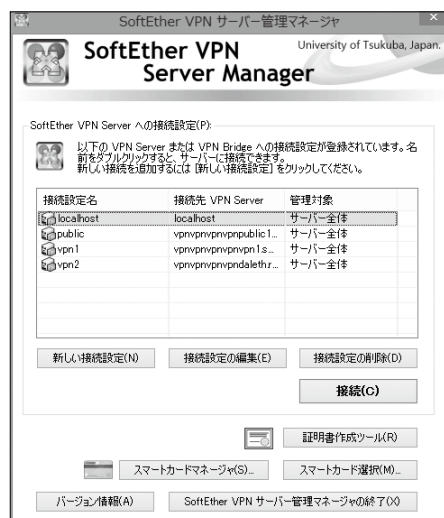 SoftEther VPN サーバー管理マネージャ
SoftEther VPN
Server Manager
University of Tsukuba, Japan.
SoftEther VPN Server への接続設定(P):
以下の VPN Server または VPN Bridge への接続設定が登録されています。名
前をダブルクリックすると、サーバーに接続できます。
新しい接続を追加するには [新しい接続設定] をクリックしてください。
接続設定名 接続先 VPN Server 管理対象
localhost localhost サーバー全体
public vpnvpnvpnvpnpublic1... サーバー全体
vpn1 vpnvpnvpnvpn1.s... サーバー全体
vpn2 vpnvpnvpnvpndalethr... サーバー全体
新しい接続設定(N) 接続設定の編集(E) 接続設定の削除(D)
接続(C)
証明書作成ツール(R)
スマートカードマネージャ(S)... スマートカード選択(M)...
バージョン情報(A) SoftEther VPN サーバー管理マネージャの終了(X)